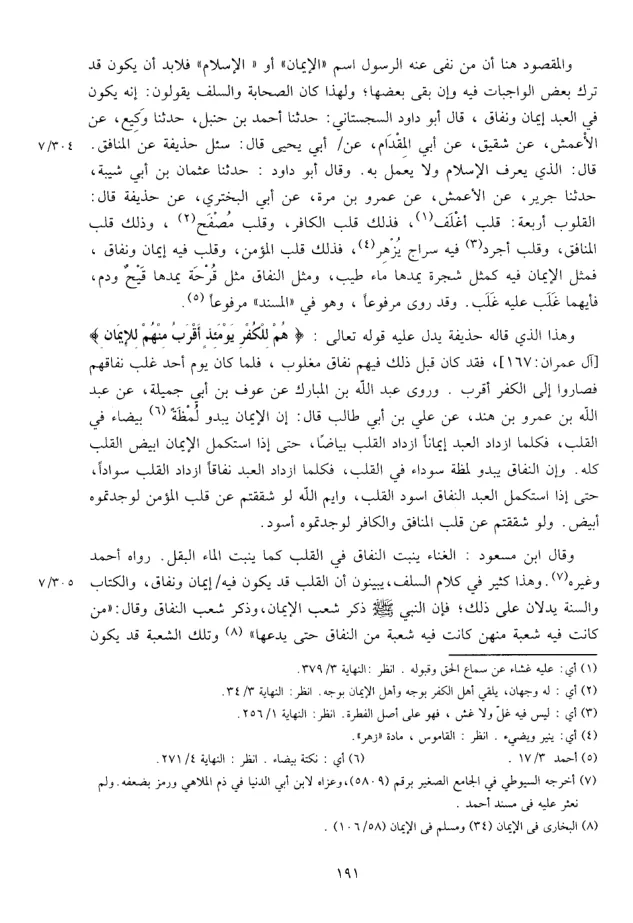 والمقصود هنا أن من نفى عنه الرسول اسم «الإيمان» أو « الإسلام» فلابد أن يكون قد
ترك بعض الواجبات فيه وإن بقى بعضها؛ ولهذا كان الصحابة والسلف يقولون: إنه يكون
في العبد إيمان ونفاق ، قال أبو داود السجستاني: حدثنا أحمد بن حنبل، حدثنا وَكِيع، عن
الأعمش، عن شقيق، عن أبي المِقْدَام، عن/ أبي يحيى قال: سئل حذيفة عن المنافق. ٧/٣٠٤
قال: الذي يعرف الإسلام ولا يعمل به. وقال أبو داود : حدثنا عثمان بن أبي شيبة،
حدثنا جرير، عن الأعمش، عن عمرو بن مرة، عن أبي البختري، عن حذيفة قال:
القلوب أربعة: قلب أغْلَف(١)، فذلك قلب الكافر، وقلب مُصْفَح(٢) ، وذلك قلب
المنافق، وقلب أجرد(٣) فيه سراج يُزْهِر(٤)، فذلك قلب المؤمن، وقلب فيه إيمان ونفاق ،
فمثل الإيمان فيه كمثل شجرة يمدها ماء طيب، ومثل النفاق مثل قُرْحَة يمدها قَيْحٌ ودم،
فأيهما غَلَب عليه غَلَب. وقد روى مرفوعاً ، وهو في «المسند» مرفوعاً (٥).
وهذا الذي قاله حذيفة يدل عليه قوله تعالى : ﴿ هُمْ لِلْكُفْرِ يَوْمَئِذٍ أَقْرَبُ مِنْهُمْ لِلإِيمَانِ ﴾
[آل عمران:١٦٧]، فقد كان قبل ذلك فيهم نفاق مغلوب ، فلما كان يوم أحد غلب نفاقهم
فصاروا إلى الكفر أقرب . وروى عبد الله بن المبارك عن عوف بن أبي جميلة، عن عبد
الله بن عمرو بن هند، عن علي بن أبي طالب قال: إن الإيمان يبدو لُمْظَةٌ (٦) بيضاء في
القلب، فكلما ازداد العبد إيماناً ازداد القلب بياضًا، حتى إذا استكمل الإيمان ابيض القلب
كله. وإن النفاق يبدو لمظة سوداء في القلب، فكلما ازداد العبد نفاقاً ازداد القلب سواداً،
حتى إذا استكمل العبد النفاق اسود القلب، وايم الله لو شققتم عن قلب المؤمن لوجدتموه
أبيض. ولو شققتم عن قلب المنافق والكافر لوجدتموه أسود.
وقال ابن مسعود : الغناء ينبت النفاق في القلب كما ينبت الماء البقل. رواه أحمد
وغيره(٧).وهذا كثير في كلام السلف، يبينون أن القلب قد يكون فيه/ إيمان ونفاق، والكتاب ٧/٣٠٥
والسنة يدلان على ذلك؛ فإن النبي ﷺ ذكر شعب الإيمان،وذكر شعب النفاق وقال:«من
كانت فيه شعبة منهن كانت فيه شعبة من النفاق حتى يدعها» (٨) وتلك الشعبة قد يكون
(١) أي: عليه غشاء عن سماع الحق وقبوله . انظر :النهاية ٣/ ٣٧٩.
(٢) أي : له وجهان، يلقي أهل الكفر بوجه وأهل الإيمان بوجه. انظر: النهاية ٣/ ٣٤.
(٣) أي : ليس فيه غلّ ولا غش ، فهو على أصل الفطرة. انظر: النهاية ١/ ٢٥٦.
(٤) أي: ينير ويضيء . انظر : القاموس ، مادة «زهر».
(٥) أحمد ٣/ ١٧ . (٦) أي : نكتة بيضاء . انظر : النهاية ٤/ ٢٧١.
(٧) أخرجه السيوطي في الجامع الصغير برقم (٥٨٠٩)،وعزاه لابن أبي الدنيا في ذم الملاهي ورمز بضعفه.ولم
نعثر عليه فى مسند أحمد .
(٨) البخارى فى الإيمان (٣٤) ومسلم فى الإيمان (١٠٦/٥٨) .
١٩١